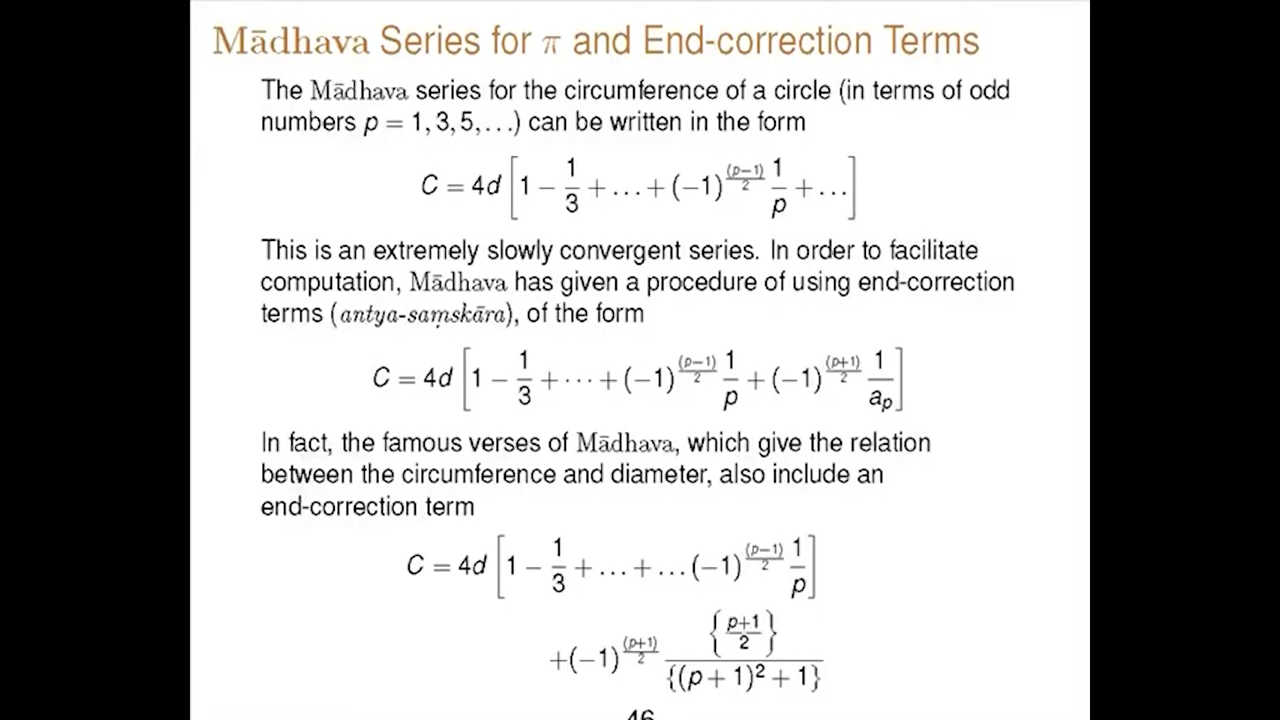 Mādhava Series for π and End-correction Terms
The Mādhava series for the circumference of a circle (in terms of odd
numbers p = 1, 3, 5, . . .) can be written in the form
C = 4d [1 − 1/3 + . . . + (−1)^((p−1)/2) 1/p + . . .]
This is an extremely slowly convergent series. In order to facilitate
computation, Mādhava has given a procedure of using end-correction
terms (antya-saṃskāra), of the form
C = 4d [1 − 1/3 + · · · + (−1)^((p−1)/2) 1/p + (−1)^((p+1)/2) 1/a_p]
In fact, the famous verses of Mādhava, which give the relation
between the circumference and diameter, also include an
end-correction term
C = 4d [1 − 1/3 + . . . + . . . (−1)^((p−1)/2) 1/p]
+(−1)^((p+1)/2) {(p+1)/2} / {(p + 1)² + 1}
46